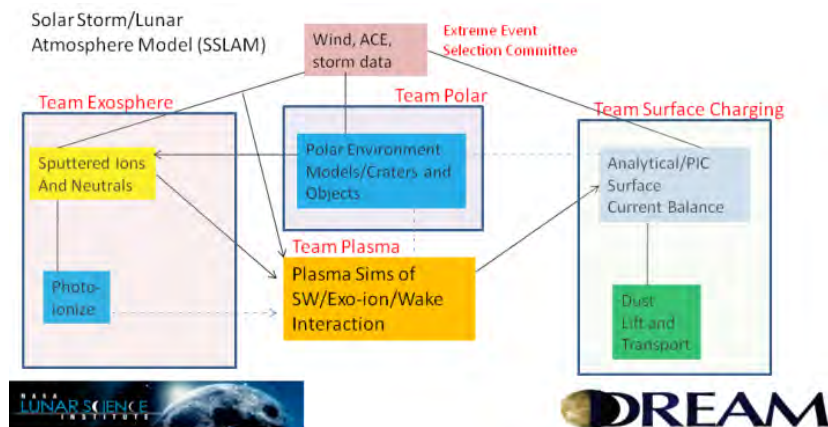 Solar Storm/Lunar
Atmosphere Model (SSLAM)
Wind, ACE,
storm data
Extreme Event
Selection Committee
Team Exosphere
Team Polar
Team Surface Charging
Sputtered Ions
And Neutrals
Polar Environment
Models/Craters and
Objects
Analytical/PIC
Surface
Current Balance
Team Plasma
Photo-
ionize
Plasma Sims of
SW/Exo-ion/Wake
Interaction
Dust
Lift and
Transport
NASA
LUNAR SCIENCE
INSTITUTE
DREAM